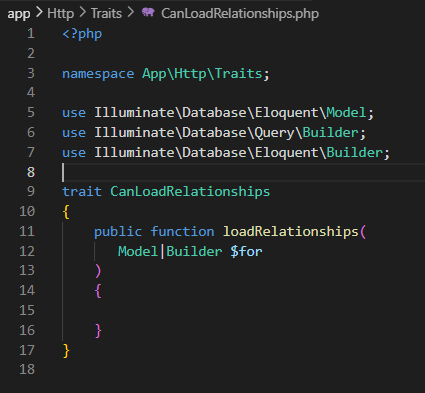 app > Http > Traits > CanLoadRelationships.php
1 <?php
2
3 namespace App\Http\Traits;
4
5 use Illuminate\Database\Eloquent\Model;
6 use Illuminate\Database\Query\Builder;
7 use Illuminate\Database\Eloquent\Builder;
8
9 trait CanLoadRelationships
10 {
11     public function loadRelationships(
12        Model|Builder $for
13     )
14     {
15
16     }
17 }
18